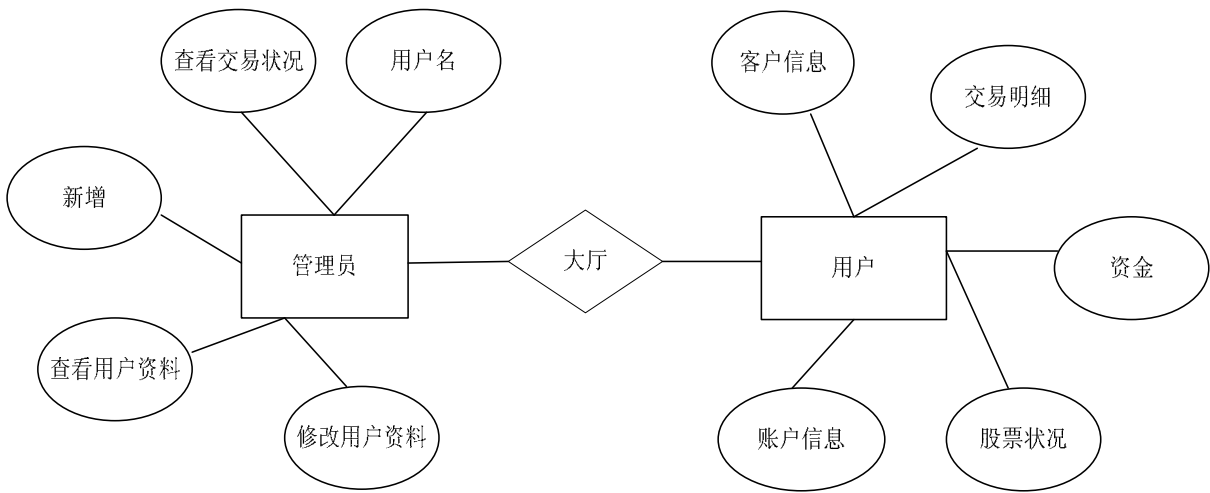 查看交易状况
用户名
客户信息
交易明细
新增
管理员
大厅
用户
资金
查看用户资料
修改用户资料
账户信息
股票状况